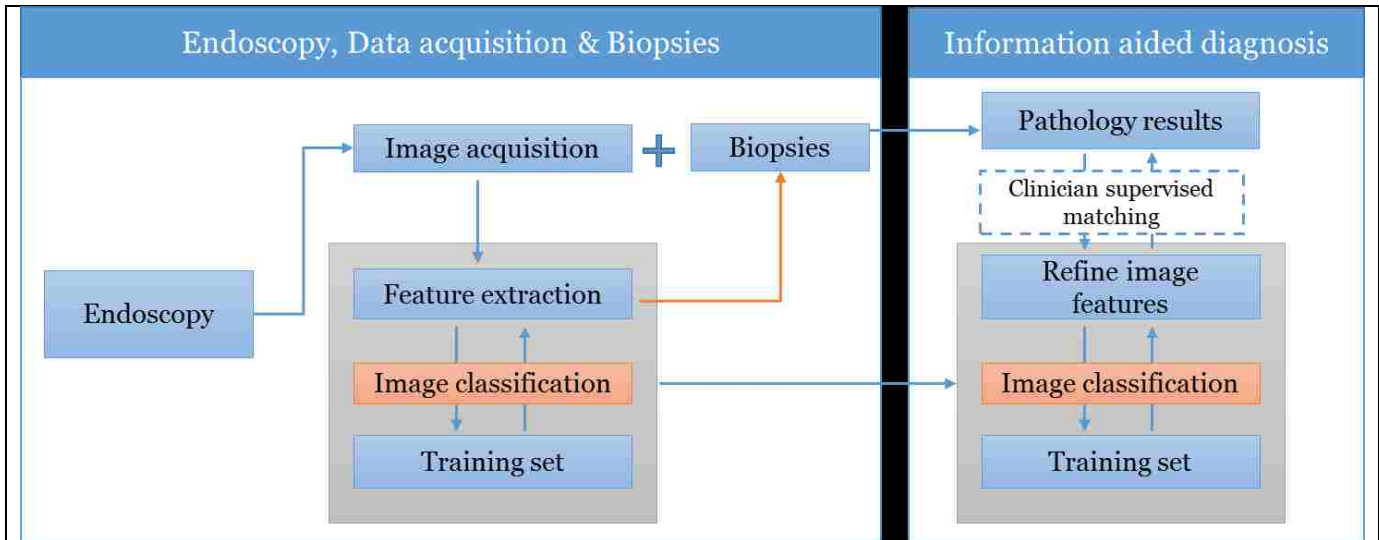 Endoscopy, Data acquisition & Biopsies
Information aided diagnosis
Image acquisition
Biopsies
Pathology results
Clinician supervised
matching
Endoscopy
Feature extraction
Image classification
Training set
Refine image
features
Image classification
Training set